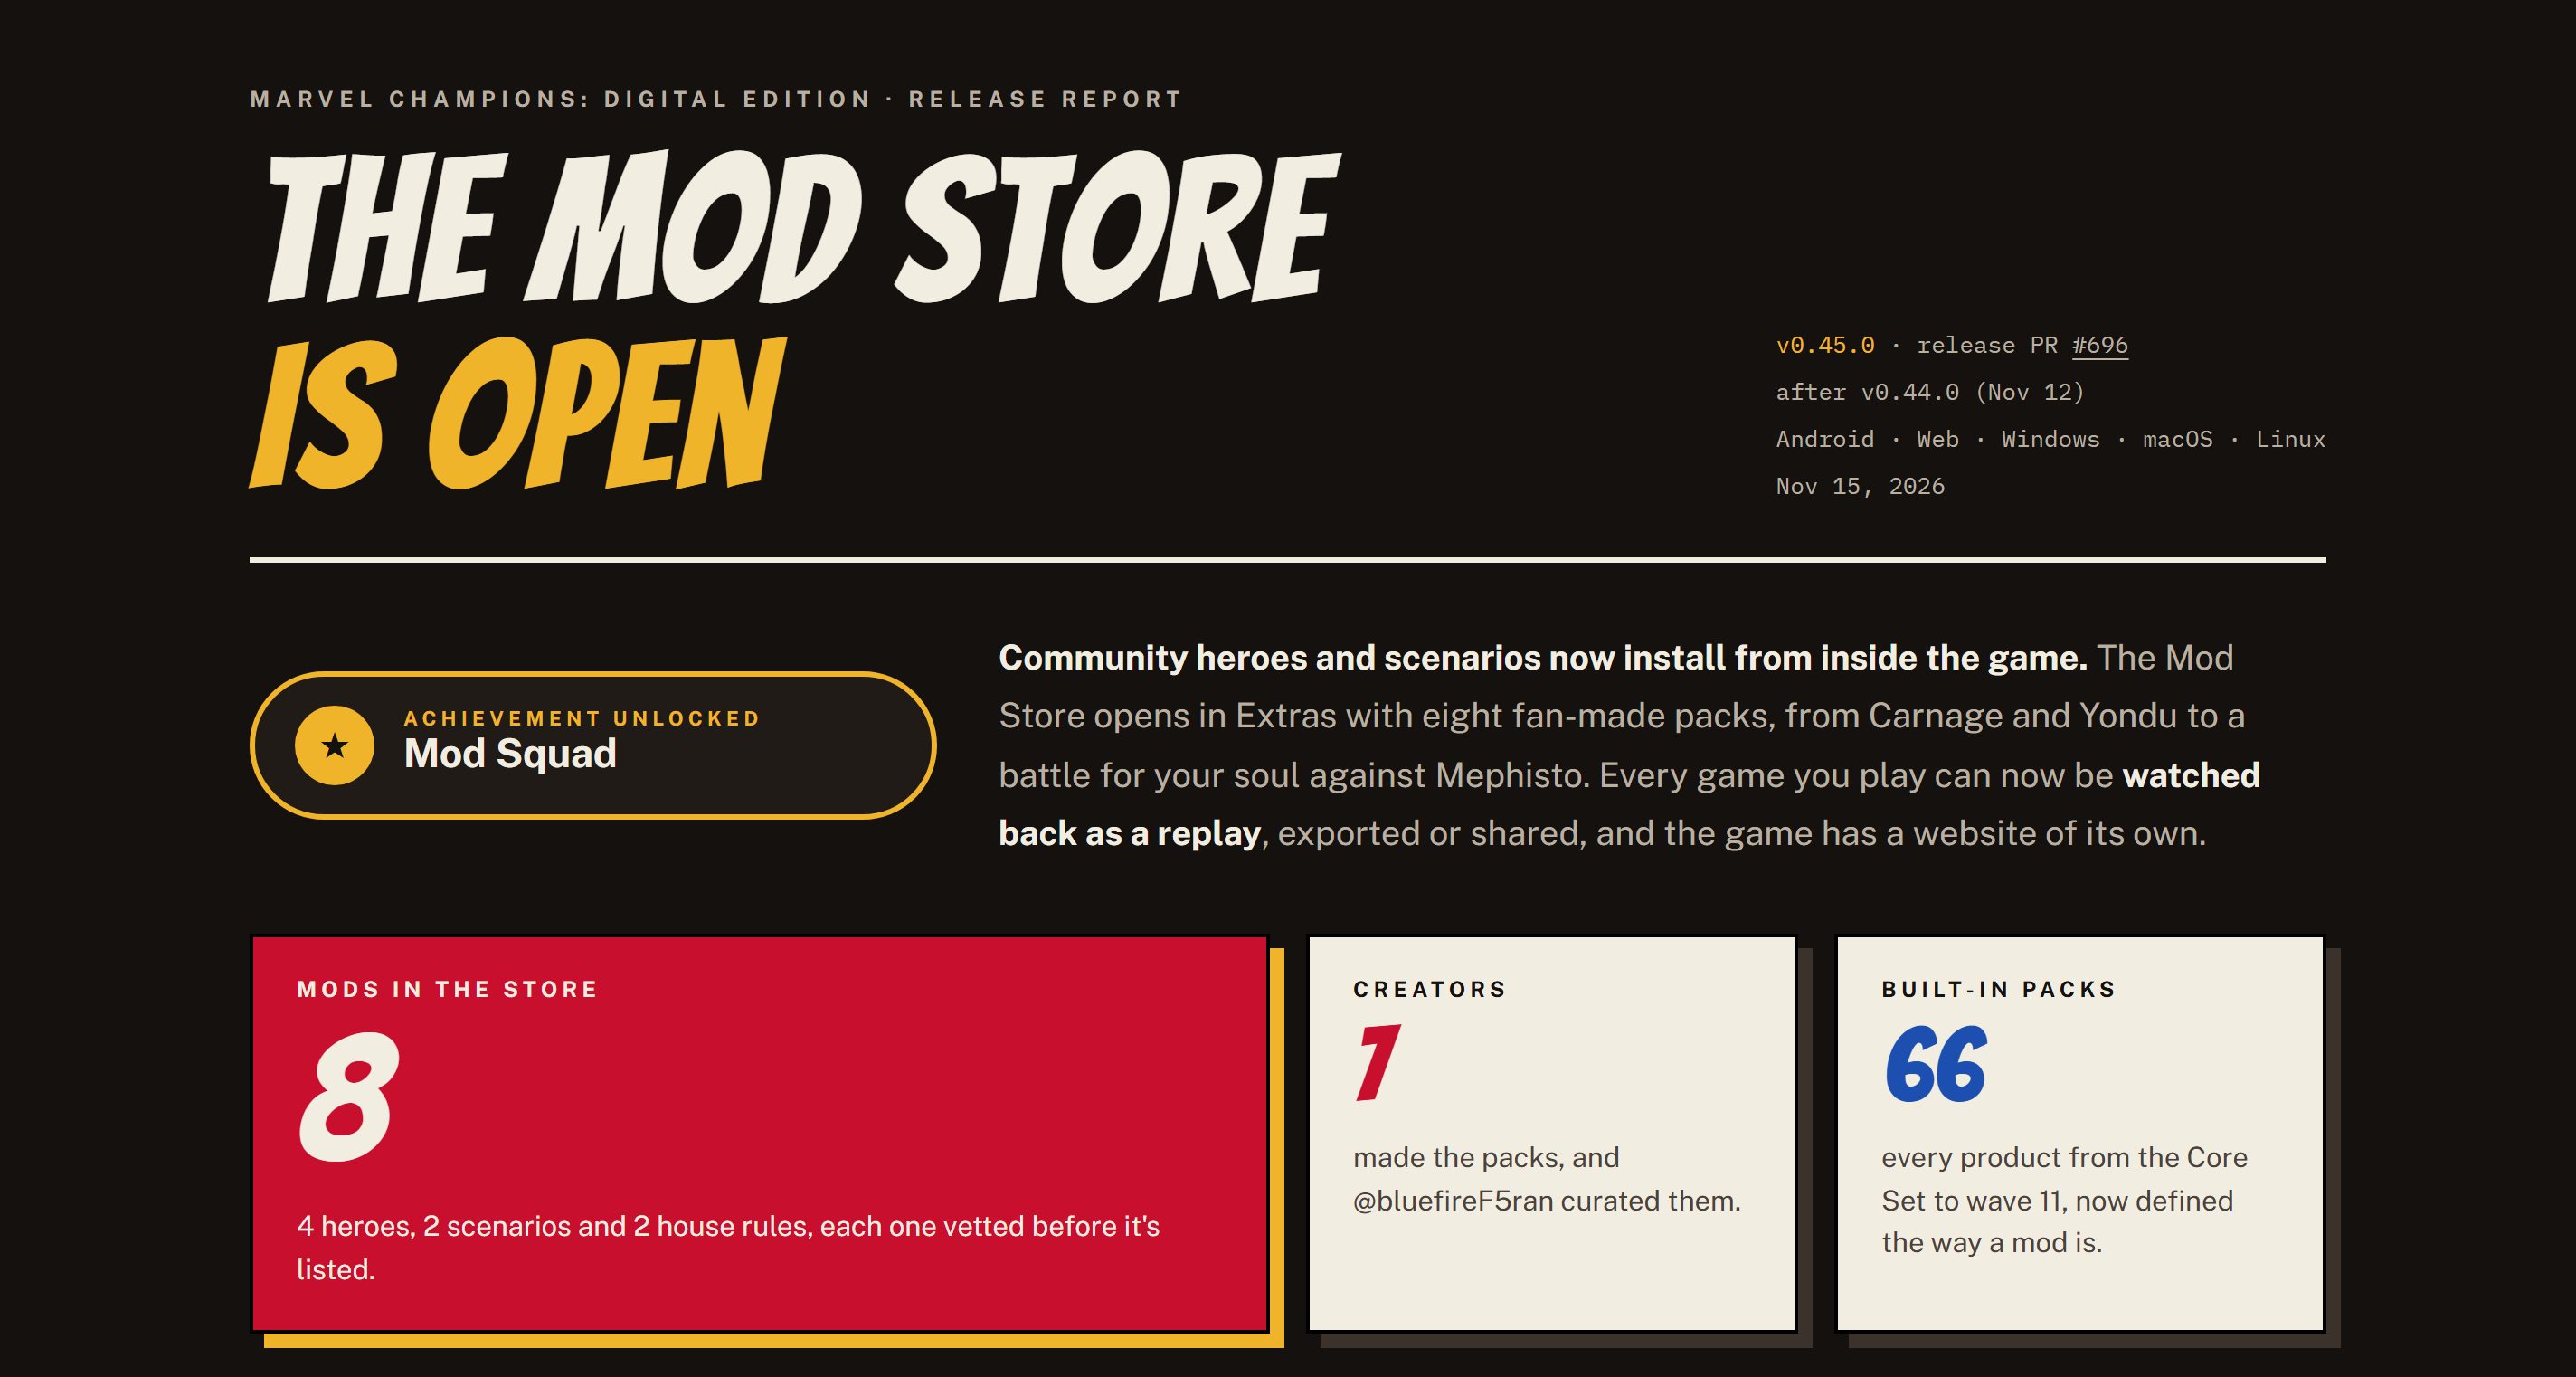 MARVEL CHAMPIONS: DIGITAL EDITION · RELEASE REPORT
THE MOD STORE
IS OPEN
v0.45.0 · release PR #696
after v0.44.0 (Nov 12)
Android · Web · Windows · macOS · Linux
Nov 15, 2026
ACHIEVEMENT UNLOCKED
Mod Squad
Community heroes and scenarios now install from inside the game. The Mod
Store opens in Extras with eight fan-made packs, from Carnage and Yondu to a
battle for your soul against Mephisto. Every game you play can now be watched
back as a replay, exported or shared, and the game has a website of its own.
MODS IN THE STORE
8
4 heroes, 2 scenarios and 2 house rules, each one vetted before it's
listed.
CREATORS
7
made the packs, and
@bluefireF5ran curated them.
BUILT-IN PACKS
66
every product from the Core
Set to wave 11, now defined
the way a mod is.